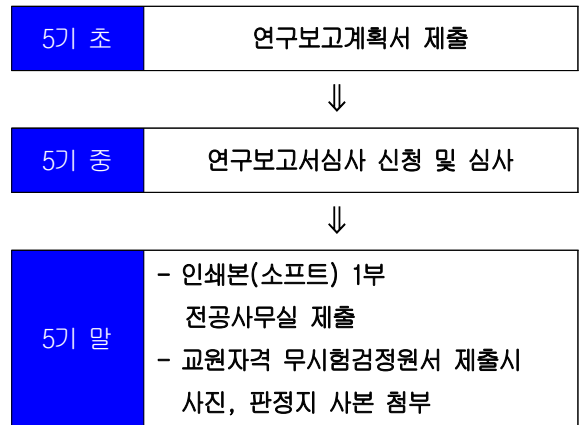 5기 초 연구보고계획서 제출
⇓
5기 중 연구보고서심사 신청 및 심사
⇓
5기 말
- 인쇄본(소프트) 1부
전공사무실 제출
- 교원자격 무시험검정원서 제출시
사진, 판정지 사본 첨부